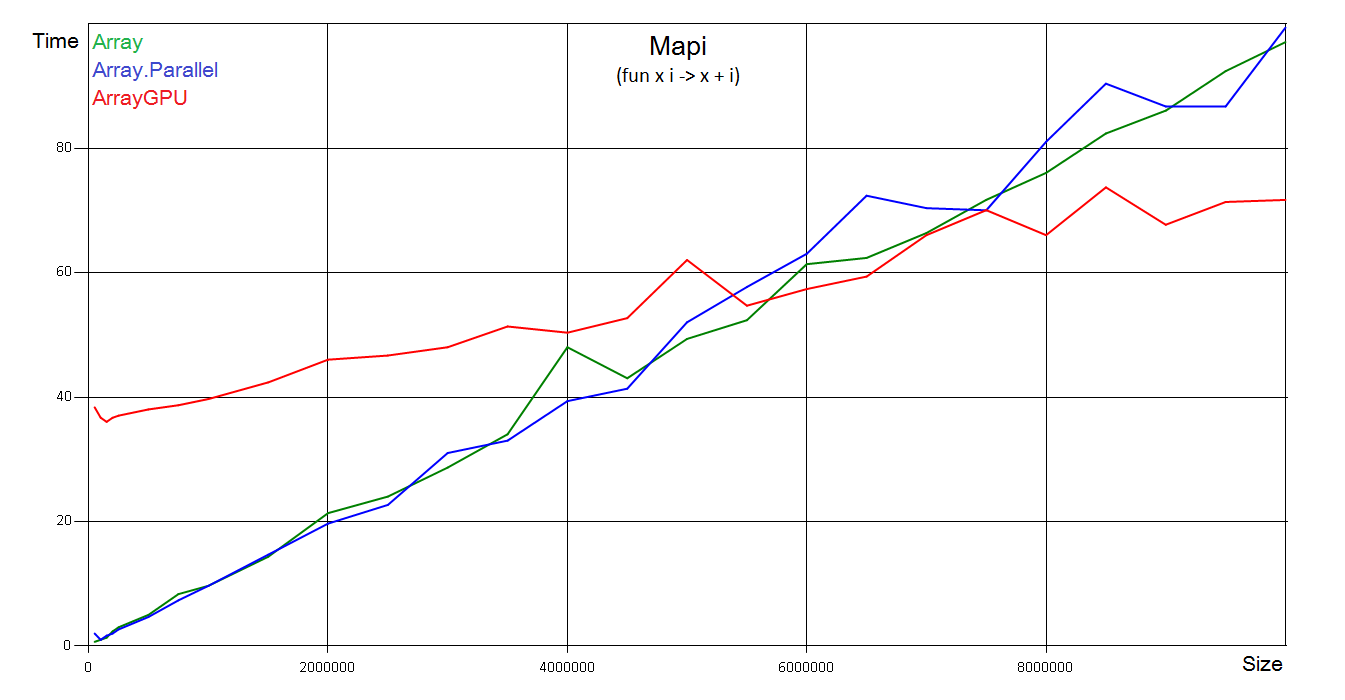 Mapi
(fun x i -> x + i)
Time
Array
Array.Parallel
ArrayGPU
80
60
40
20
0
0 2000000 4000000 6000000 8000000
Size